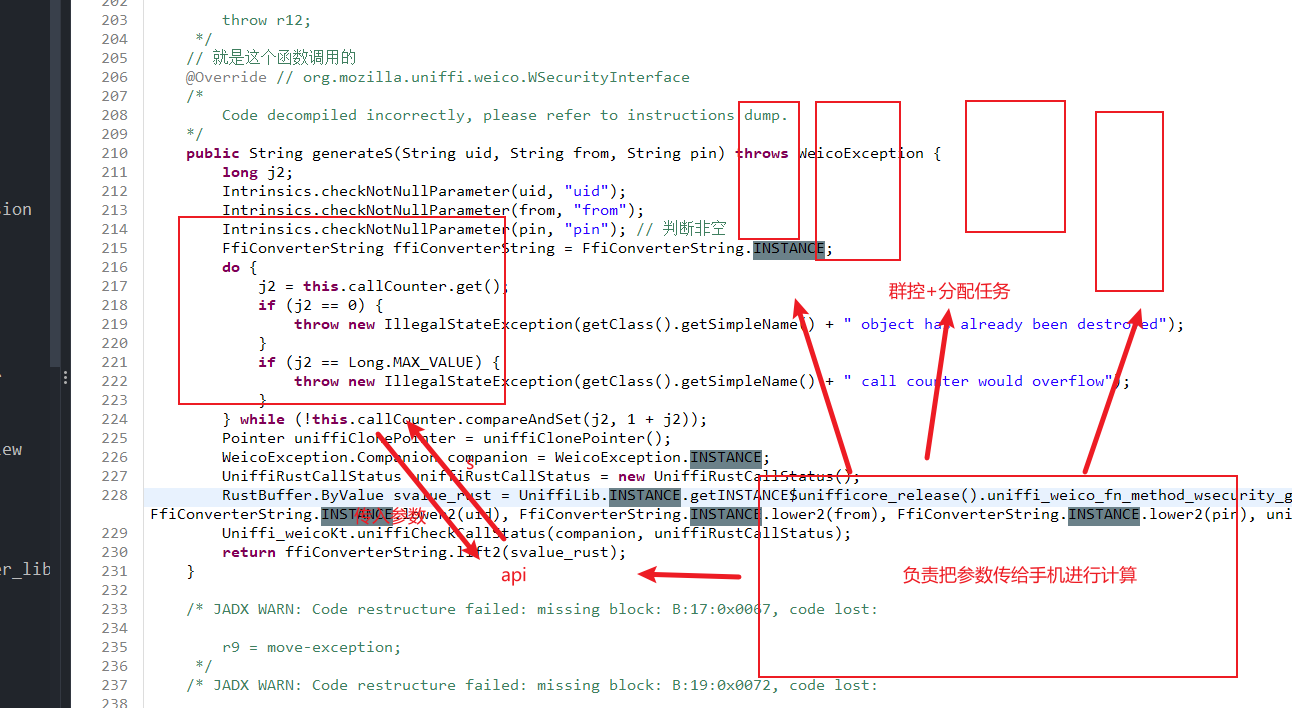 202
203 throw r12;
204 */
205 // 就是这个函数调用的
206 @Override // org.mozilla.uniffi.weico.WSecurityInterface
207 /*
208 Code decompiled incorrectly, please refer to instructions dump.
209 */
210 public String generateS(String uid, String from, String pin) throws WeicoException {
211 long j2;
212 Intrinsics.checkNotNullParameter(uid, "uid");
213 Intrinsics.checkNotNullParameter(from, "from");
sion
214 Intrinsics.checkNotNullParameter(pin, "pin"); // 判断非空
215 FfiConverterString ffiConverterString = FfiConverterString.INSTANCE;
216 do {
217 j2 = this.callCounter.get();
群控+分配任务
218 if (j2 == 0) {
219 throw new IllegalStateException(getClass().getSimpleName() + " object has already been destroyed");
220 }
221 if (j2 == Long.MAX_VALUE) {
222 throw new IllegalStateException(getClass().getSimpleName() + " call counter would overflow");
223 }
224 } while (!this.callCounter.compareAndSet(j2, 1 + j2));
225 Pointer uniffiClonePointer = uniffiClonePointer();
ew
226 WeicoException.Companion companion = WeicoException.INSTANCE;
s
227 UniffiRustCallStatus uniffiRustCallStatus = new UniffiRustCallStatus();
228 RustBuffer.ByValue svalue_rust = UniffiLib.INSTANCE.getINSTANCE$unifficore_release().uniffi_weico_fn_method_wsecurity_g
FfiConverterString.INSTANCE.lower2(uid), FfiConverterString.INSTANCE.lower2(from), FfiConverterString.INSTANCE.lower2(pin), uni
传入参数
229 Uniffi_weicoKt.uniffiCheckCallStatus(companion, uniffiRustCallStatus);
230 return ffiConverterString.lift2(svalue_rust);
231 }
er_lib
api
负责把参数传给手机进行计算
232
233 /* JADX WARN: Code restructure failed: missing block: B:17:0x0067, code lost:
234
235 r9 = move-exception;
236 */
237 /* JADX WARN: Code restructure failed: missing block: B:19:0x0072, code lost:
238